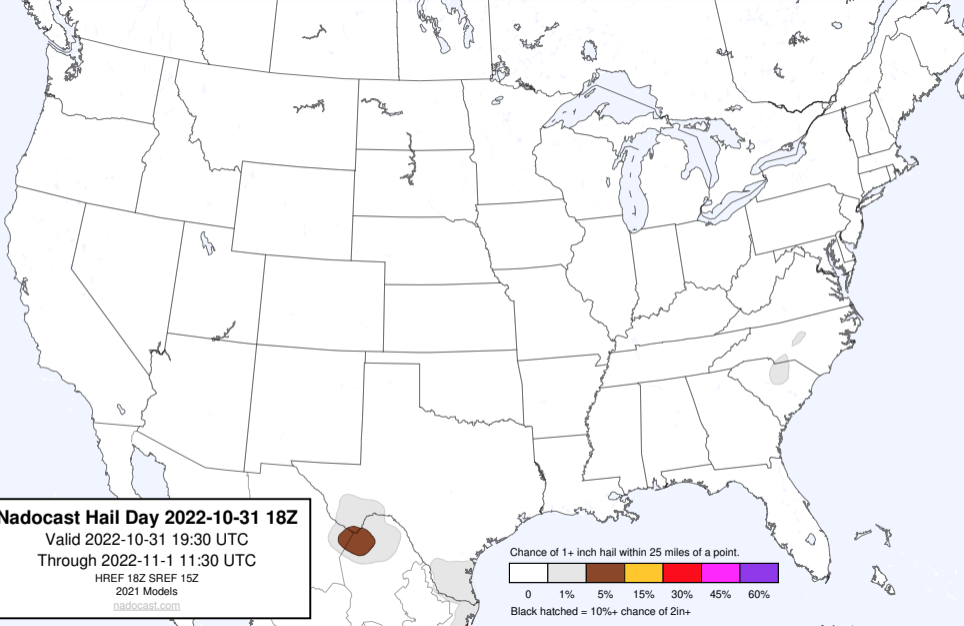 Nadocast Hail Day 2022-10-31 18Z
Valid 2022-10-31 19:30 UTC
Through 2022-11-1 11:30 UTC
HREF 18Z SREF 15Z
2021 Models
nadocast.com
Chance of 1+ inch hail within 25 miles of a point.
0 1% 5% 15% 30% 45% 60%
Black hatched = 10%+ chance of 2in+